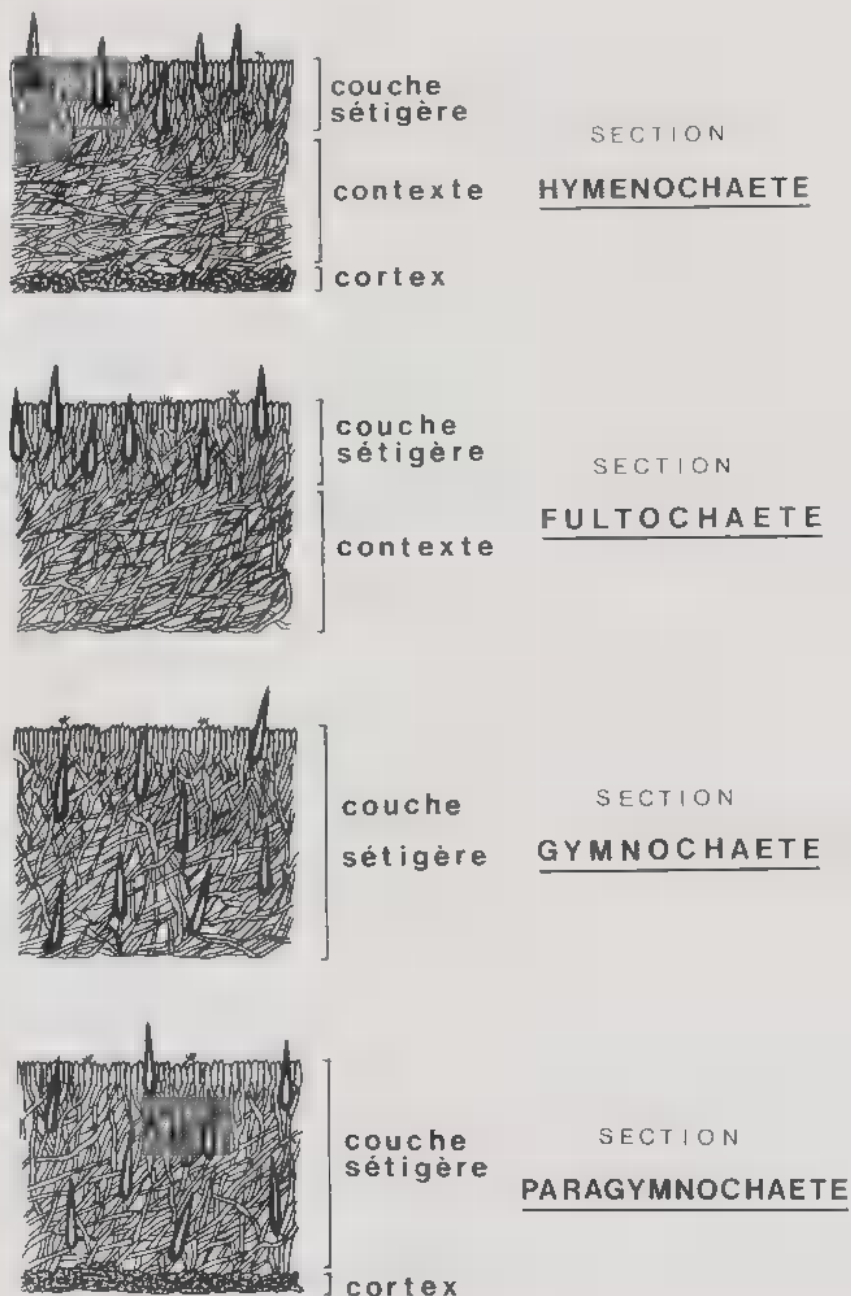 couche
sétigère
SECTION
contexte
HYMENOCHAETE
cortex
couche
sétigère
SECTION
FULTOCHAETE
contexte
couche
SECTION
sétigère
GYMNOCHAETE
couche
sétigère
SECTION
PARAGYMNOCHAETE
cortex